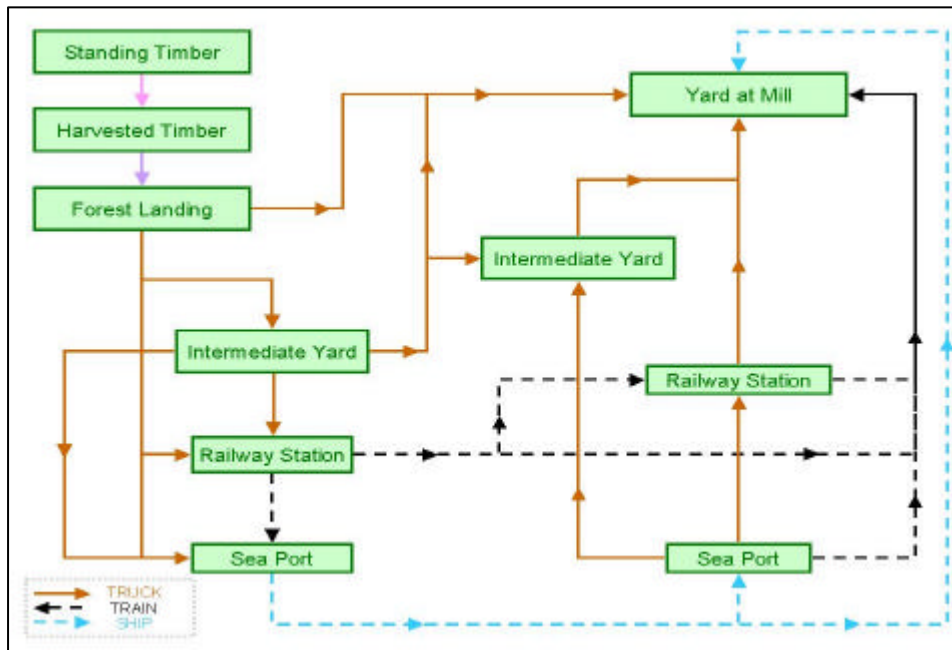 Standing Timber
Yard at Mill
Harvested Timber
Forest Landing
Intermediate Yard
Intermediate Yard
Railway Station
Railway Station
Sea Port
Sea Port
TRUCK
TRAIN
SHIP